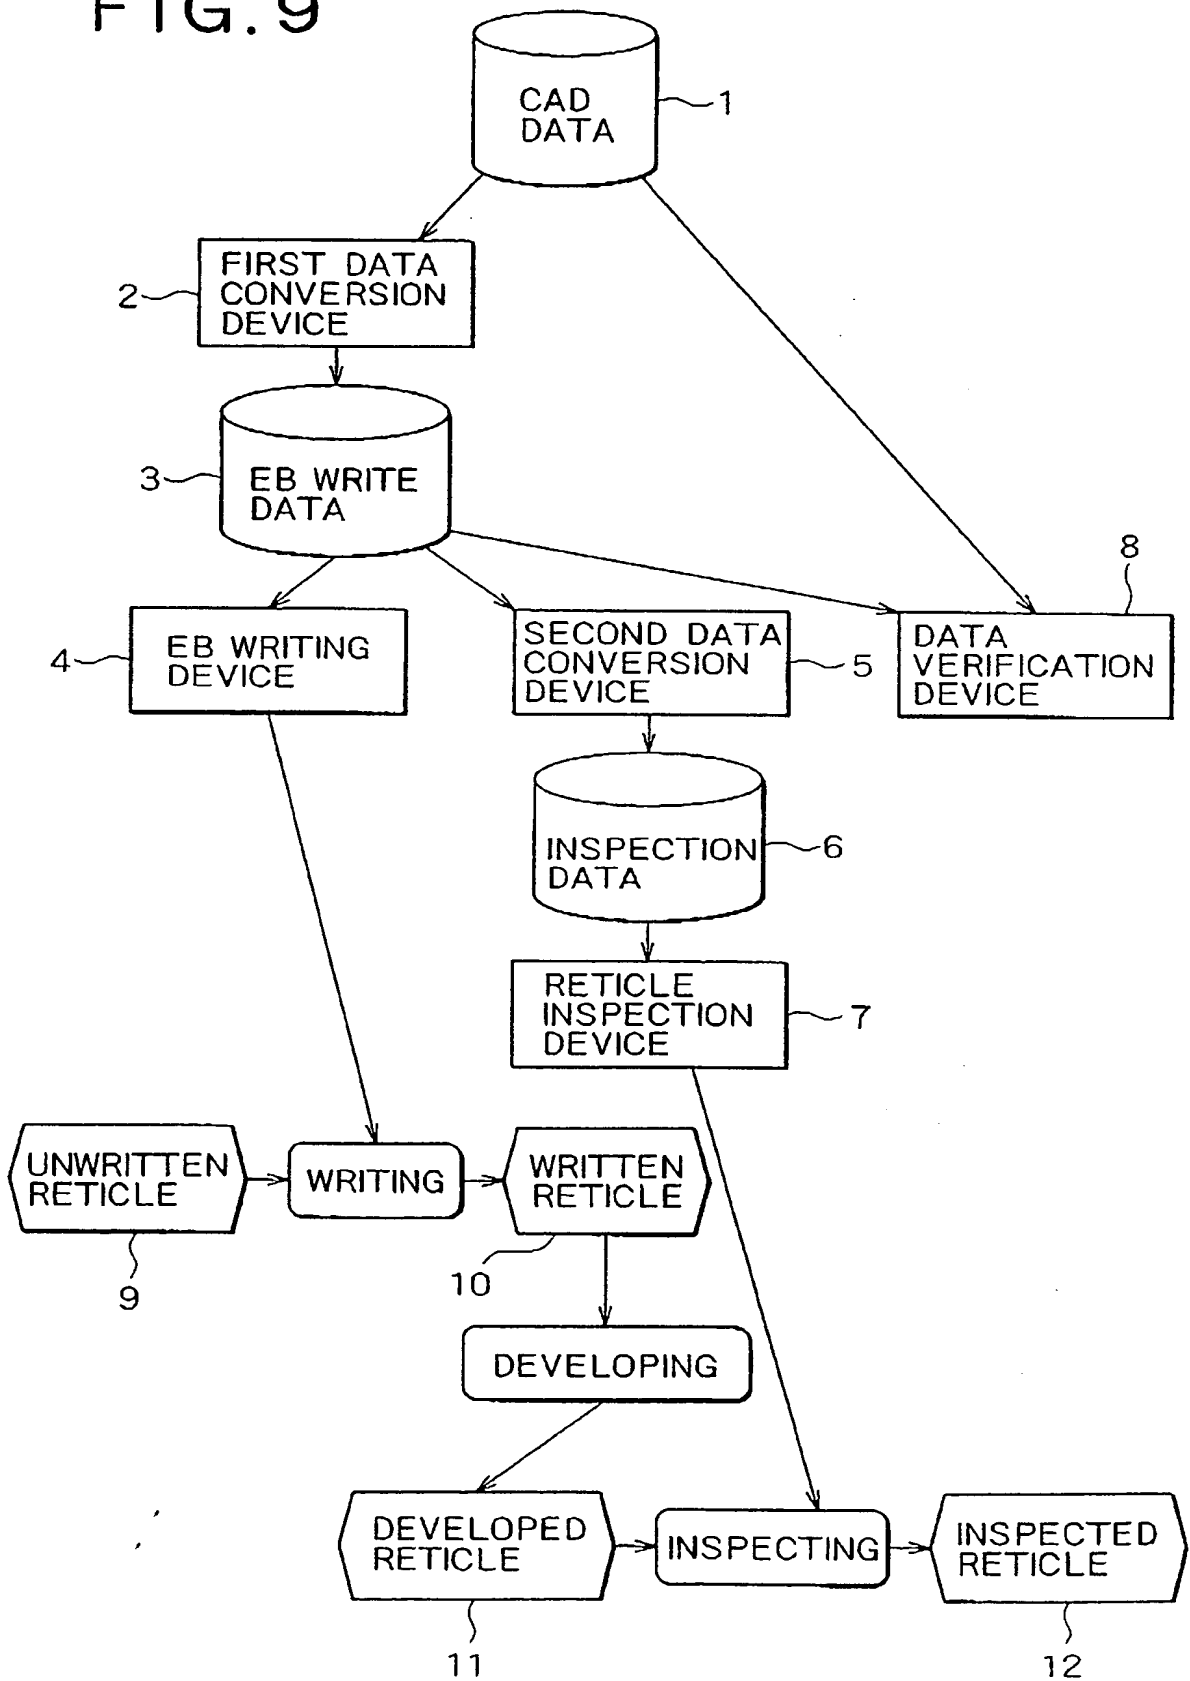 FIG. 9
CAD
DATA
1
FIRST DATA
CONVERSION
DEVICE
2
EB WRITE
DATA
3
8
EB WRITING
DEVICE
4
SECOND DATA
CONVERSION
DEVICE
5
DATA
VERIFICATION
DEVICE
INSPECTION
DATA
6
RETICLE
INSPECTION
DEVICE
7
UNWRITTEN
RETICLE
WRITING
WRITTEN
RETICLE
9
10
DEVELOPING
DEVELOPED
RETICLE
INSPECTING
INSPECTED
RETICLE
11
12